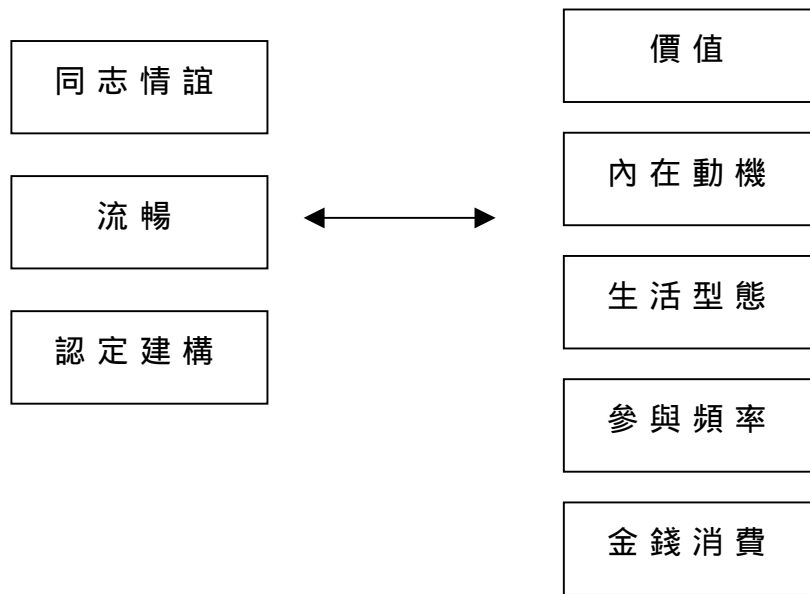 同志情誼
流暢
認定建構
價值
內在動機
生活型態
參與頻率
金錢消費